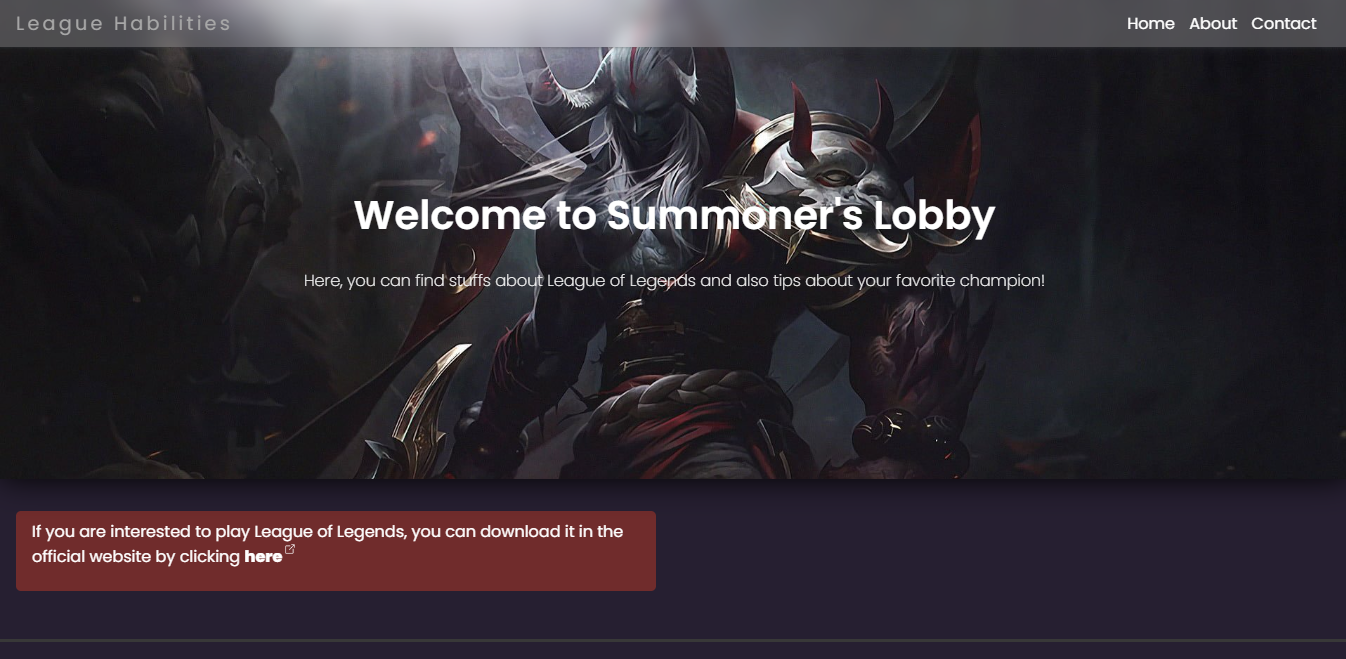 League Habilities
Home About Contact
Welcome to Summoner's Lobby
Here, you can find stuffs about League of Legends and also tips about your favorite champion!
If you are interested to play League of Legends, you can download it in the
official website by clicking here